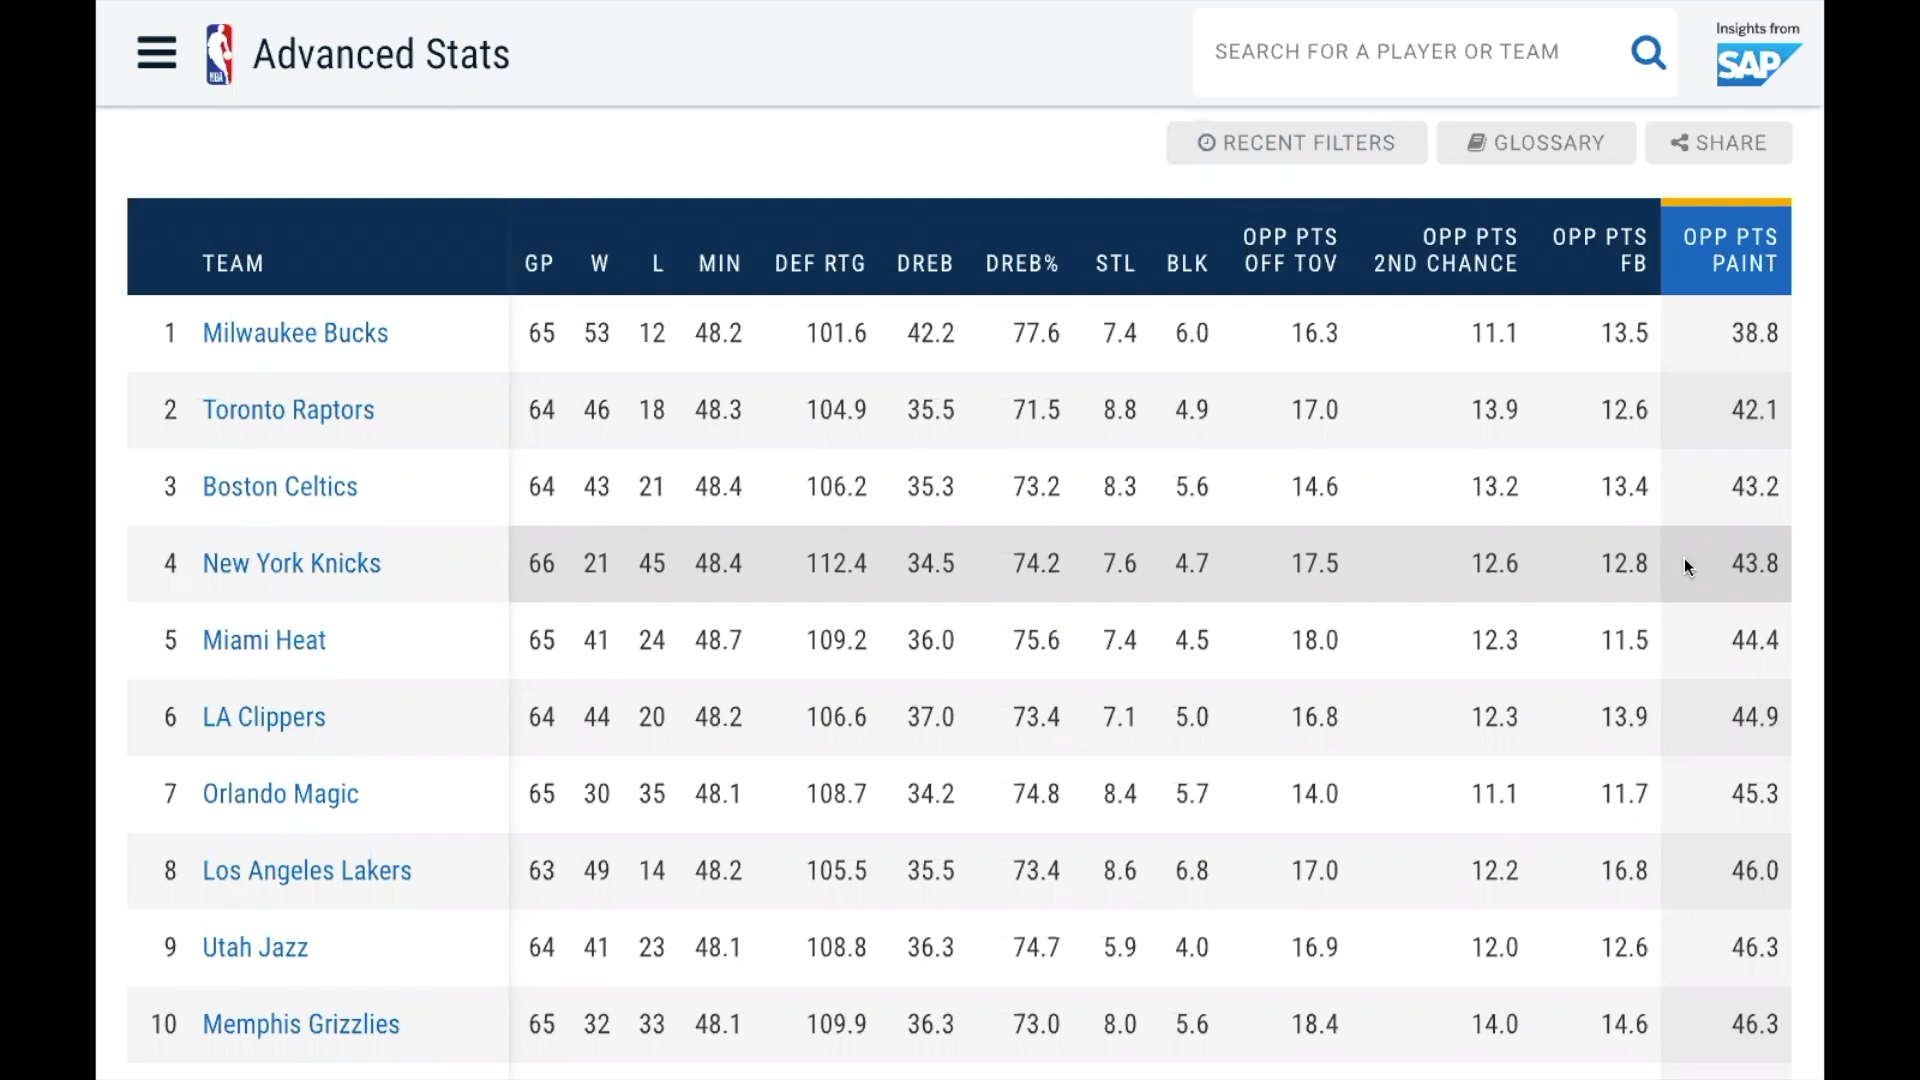 Advanced Stats
SEARCH FOR A PLAYER OR TEAM
Insights from
SAP
NBA
RECENT FILTERS GLOSSARY SHARE
TEAM GP W L MIN DEF RTG DREB DREB% STL BLK OPP PTS OFF TOV OPP PTS 2ND CHANCE OPP PTS FB OPP PTS PAINT
1 Milwaukee Bucks 65 53 12 48.2 101.6 42.2 77.6 7.4 6.0 16.3 11.1 13.5 38.8
2 Toronto Raptors 64 46 18 48.3 104.9 35.5 71.5 8.8 4.9 17.0 13.9 12.6 42.1
3 Boston Celtics 64 43 21 48.4 106.2 35.3 73.2 8.3 5.6 14.6 13.2 13.4 43.2
4 New York Knicks 66 21 45 48.4 112.4 34.5 74.2 7.6 4.7 17.5 12.6 12.8 43.8
5 Miami Heat 65 41 24 48.7 109.2 36.0 75.6 7.4 4.5 18.0 12.3 11.5 44.4
6 LA Clippers 64 44 20 48.2 106.6 37.0 73.4 7.1 5.0 16.8 12.3 13.9 44.9
7 Orlando Magic 65 30 35 48.1 108.7 34.2 74.8 8.4 5.7 14.0 11.1 11.7 45.3
8 Los Angeles Lakers 63 49 14 48.2 105.5 35.5 73.4 8.6 6.8 17.0 12.2 16.8 46.0
9 Utah Jazz 64 41 23 48.1 108.8 36.3 74.7 5.9 4.0 16.9 12.0 12.6 46.3
10 Memphis Grizzlies 65 32 33 48.1 109.9 36.3 73.0 8.0 5.6 18.4 14.0 14.6 46.3